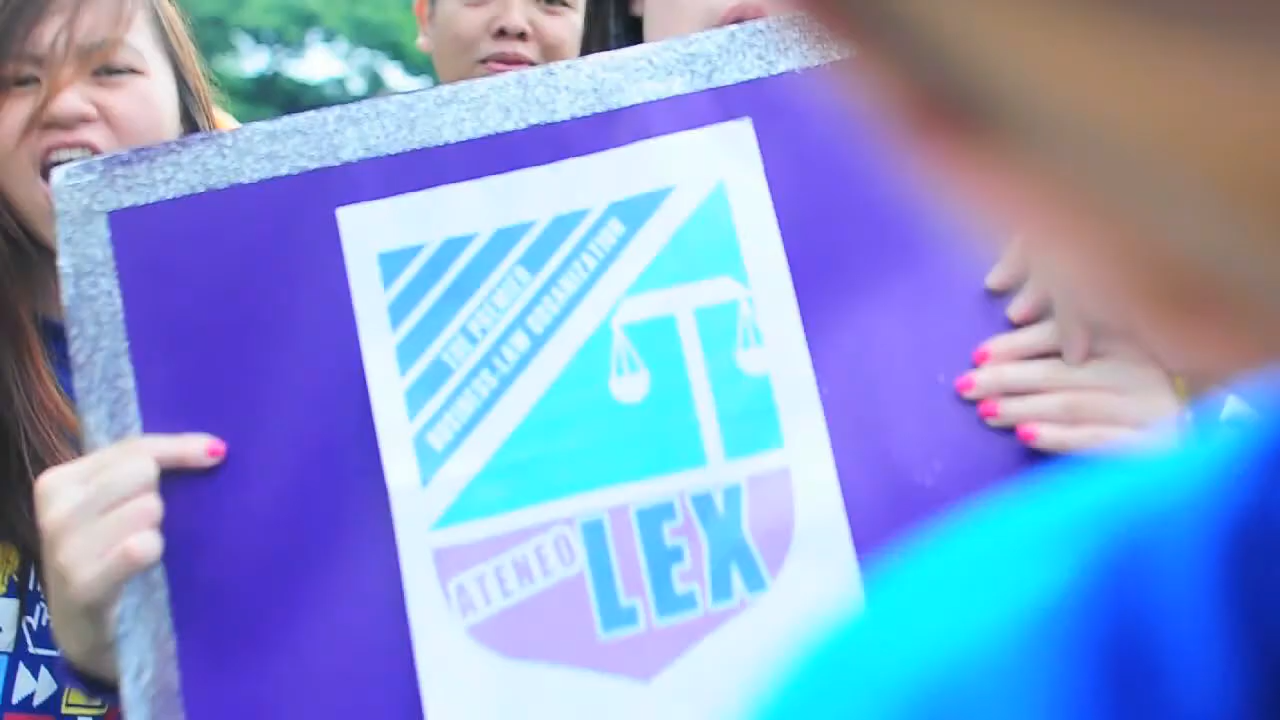 THE PREMIER
BUSINESS-LAW ORGANIZATION
ATENEO
LEX